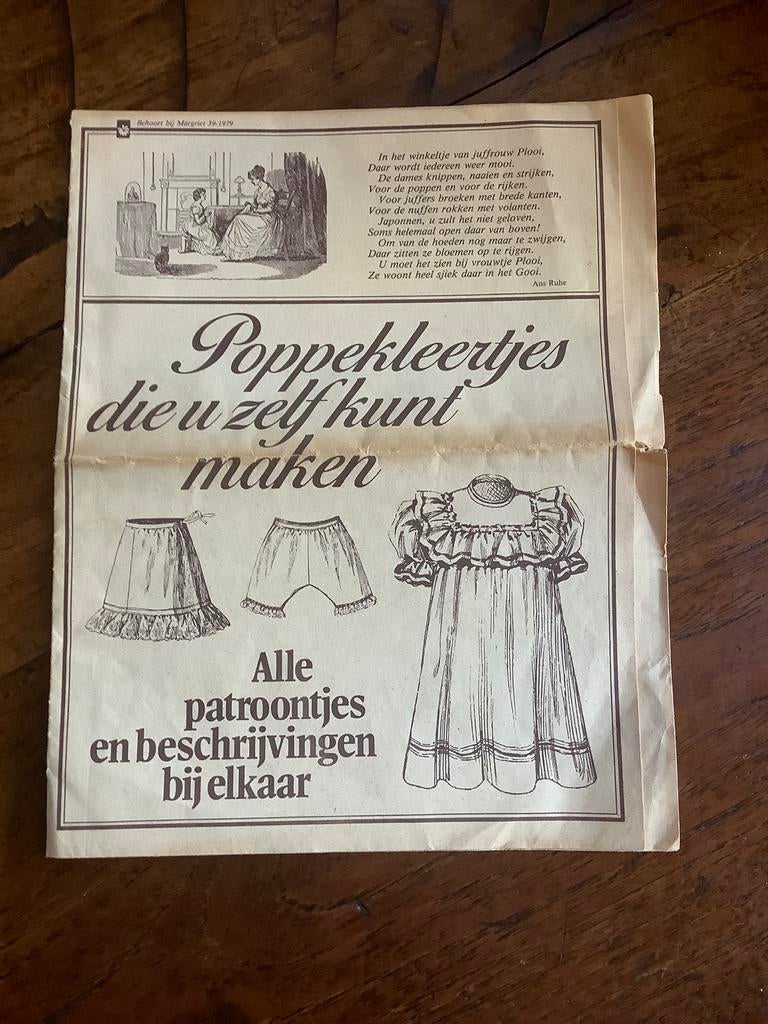 Behoort bij Margriet 39-1979
In het winkeltje van juffrouw Plooi,
Daar wordt iedereen weer mooi.
De dames knippen, naaien en strijken,
Voor de poppen en voor de rijken.
Voor juffers broeken met brede kanten,
Voor de nuffen rokken met volanten.
Japonnen, u zult het niet geloven,
Soms helemaal open daar van boven!
Om van de hoeden nog maar te zwijgen,
Daar zitten ze bloemen op te rijgen.
U moet het zien bij vrouwtje Plooi,
Ze woont heel sjiek daar in het Gooi.
Ans Ruhe
Poppekleertjes
die u zelf kunt
maken
Alle
patroontjes
en beschrijvingen
bij elkaar